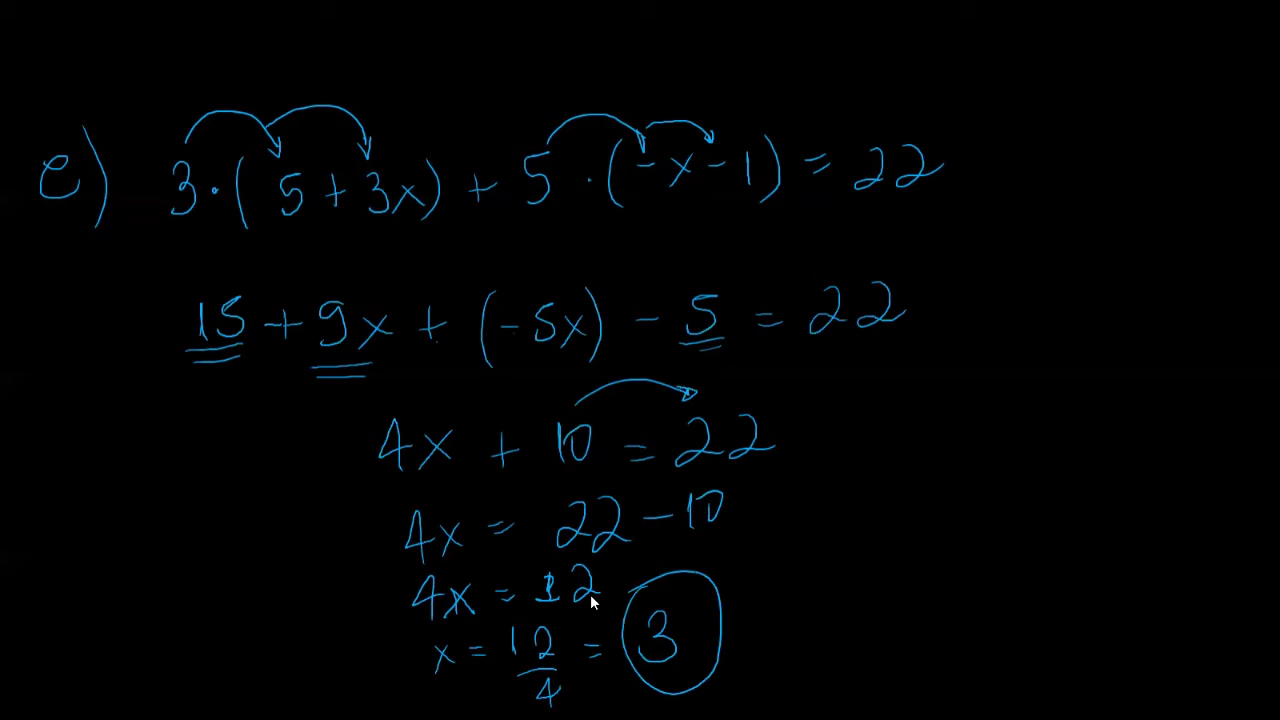 e) 3·(5+3x)+5·(-x-1)=22
15+9x+(-5x)-5=22
4x+10=22
4x=22-10
4x=12
x=12/4=3